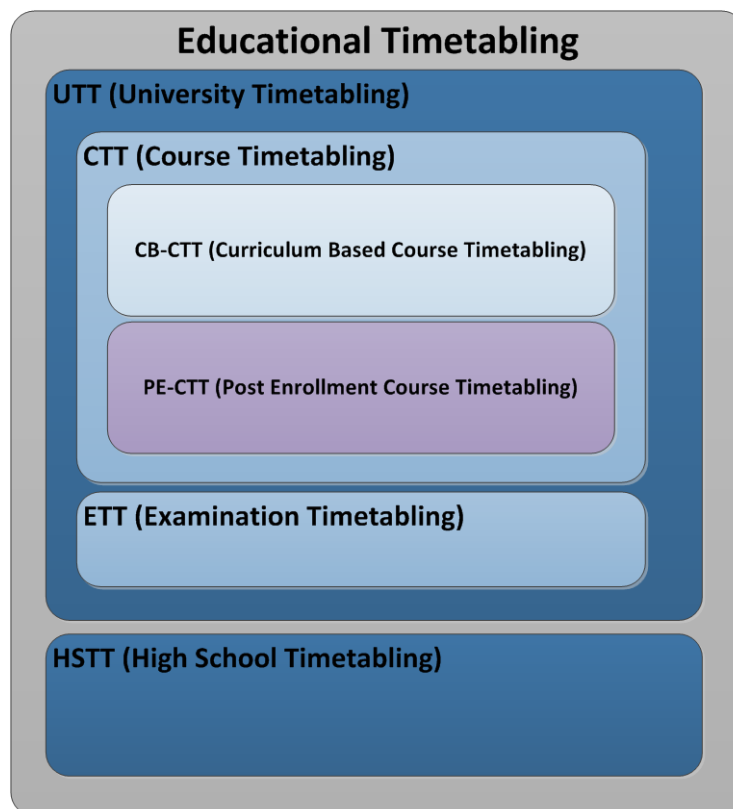 Educational Timetabling
UTT (University Timetabling)
CTT (Course Timetabling)
CB-CTT (Curriculum Based Course Timetabling)
PE-CTT (Post Enrollment Course Timetabling)
ETT (Examination Timetabling)
HSTT (High School Timetabling)